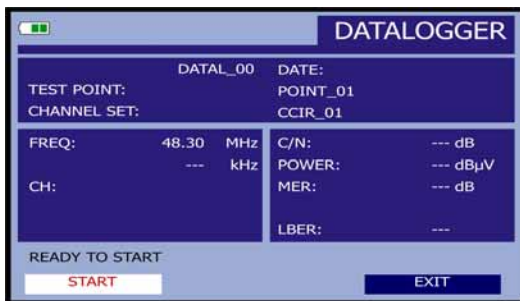 DATALOGGER
DATAL_00 DATE:
TEST POINT: POINT_01
CHANNEL SET: CCIR_01
FREQ: 48.30 MHz
--- kHz
CH:
C/N: --- dB
POWER: --- dBµV
MER: --- dB
LBER: ---
READY TO START
START EXIT